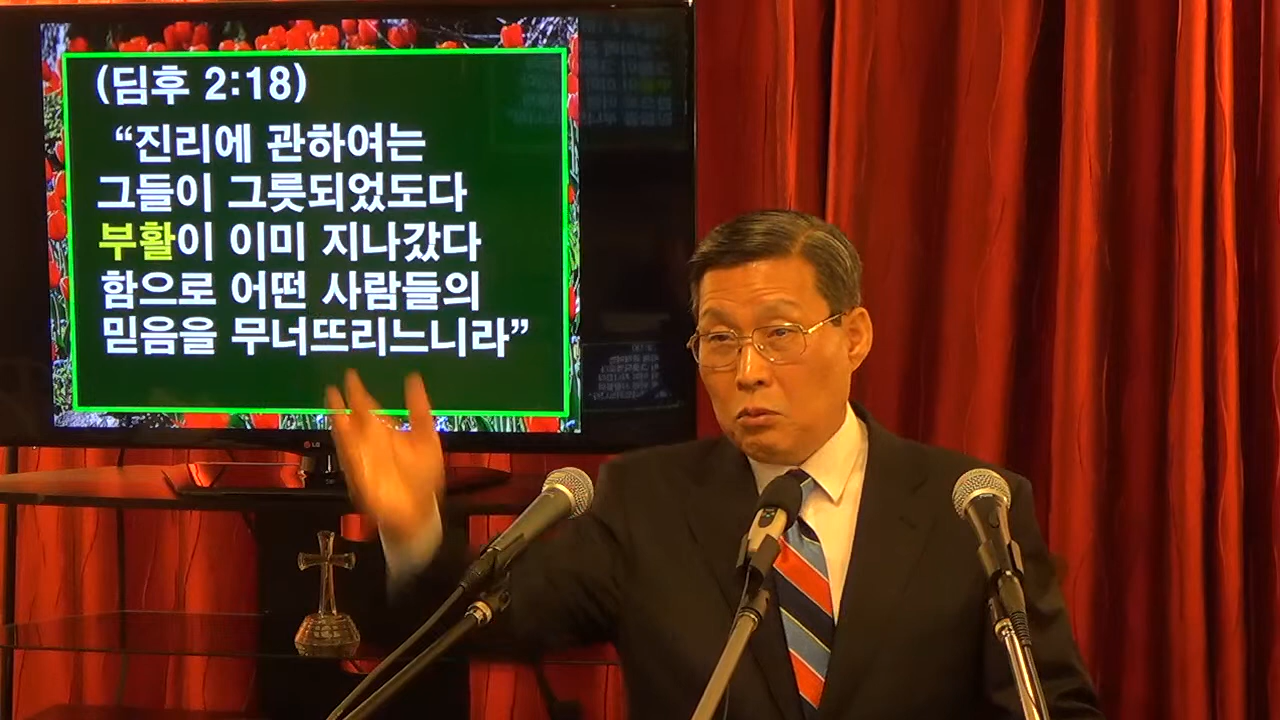 (딤후 2:18)
“진리에 관하여는
그들이 그릇되었도다
부활이 이미 지나갔다
함으로 어떤 사람들의
믿음을 무너뜨리느니라”
LG